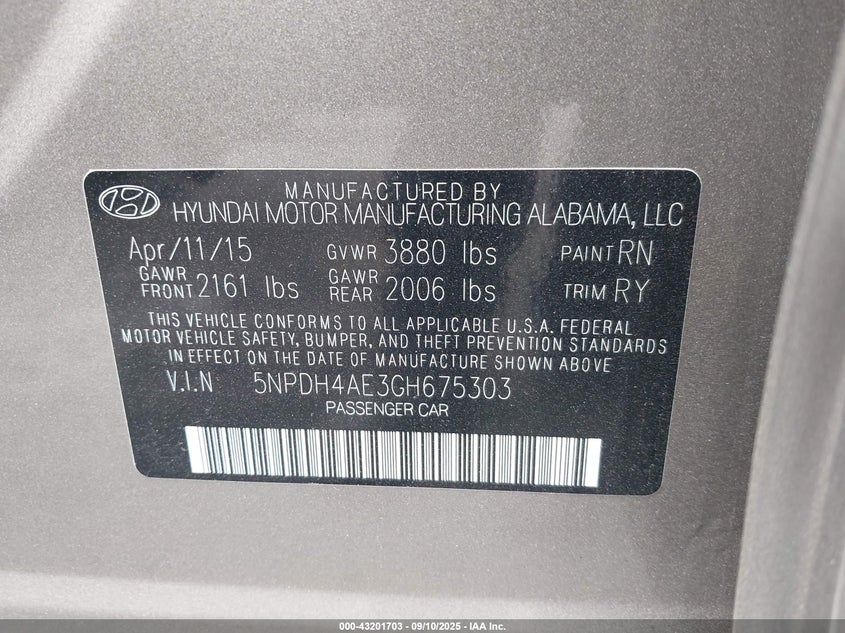 MANUFACTURED BY
HYUNDAI MOTOR MANUFACTURING ALABAMA, LLC
Apr/11/15 GVWR 3880 lbs PAINT RN
GAWR FRONT 2161 lbs GAWR REAR 2006 lbs TRIM RY
THIS VEHICLE CONFORMS TO ALL APPLICABLE U.S.A. FEDERAL
MOTOR VEHICLE SAFETY, BUMPER, AND THEFT PREVENTION STANDARDS
IN EFFECT ON THE DATE OF MANUFACTURE SHOWN ABOVE
V.I.N 5NPDH4AE3GH675303
PASSENGER CAR
000-43201703 - 09/10/2025 - IAA Inc.